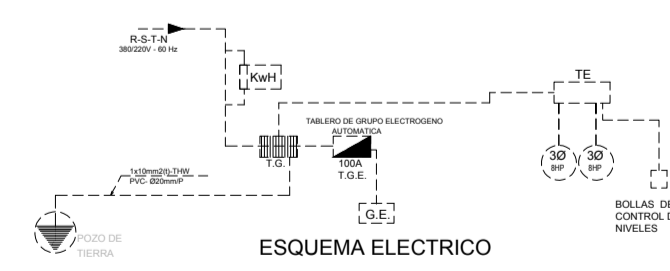 R-S-T-N
380/220V - 60 Hz
KwH
TE
TABLERO DE GRUPO ELECTROGENO
AUTOMATICA
3Ø
8HP
3Ø
8HP
T.G.
100A
T.G.E.
1x10mm2(t)-THW
PVC- Ø20mm/P
G.E.
BOLLAS DE
CONTROL D
NIVELES
POZO DE
TIERRA
ESQUEMA ELECTRICO